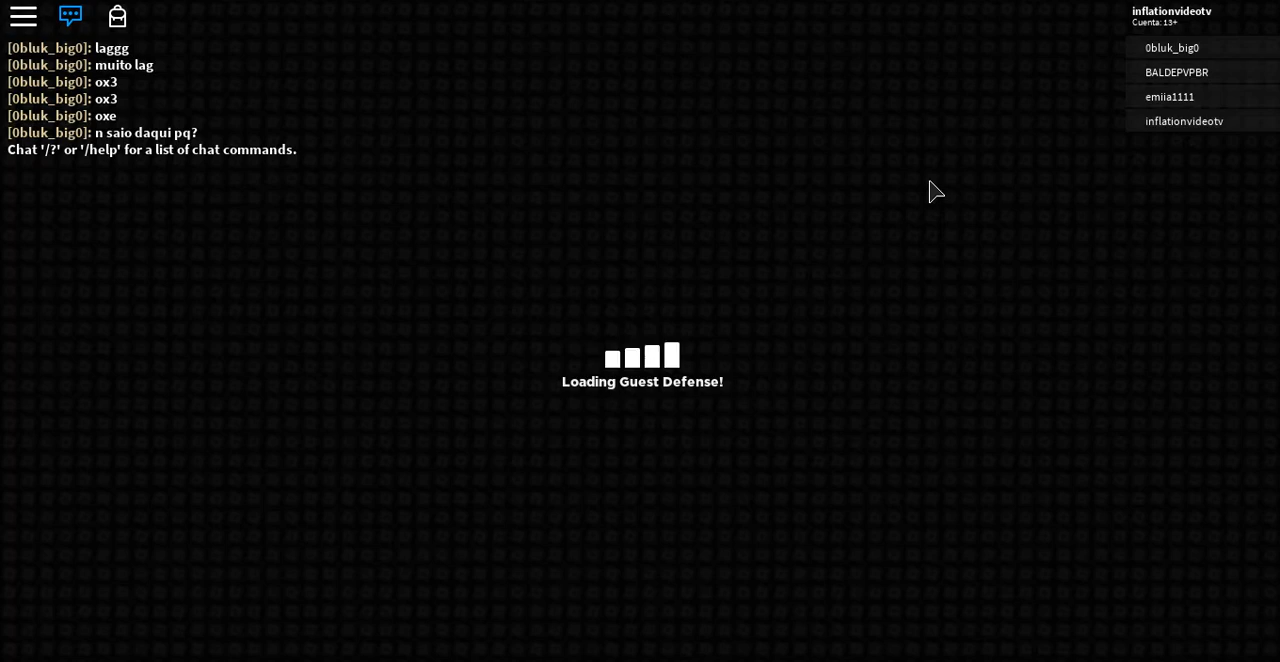 [0bluk_big0]: laggg
[0bluk_big0]: muito lag
[0bluk_big0]: ox3
[0bluk_big0]: ox3
[0bluk_big0]: oxe
[0bluk_big0]: n saio daqui pq?
Chat '/?' or '/help' for a list of chat commands.
inflationvideotv
Cuenta: 13+
0bluk_big0
BALDEPVPBR
emiia1111
inflationvideotv
Loading Guest Defense!